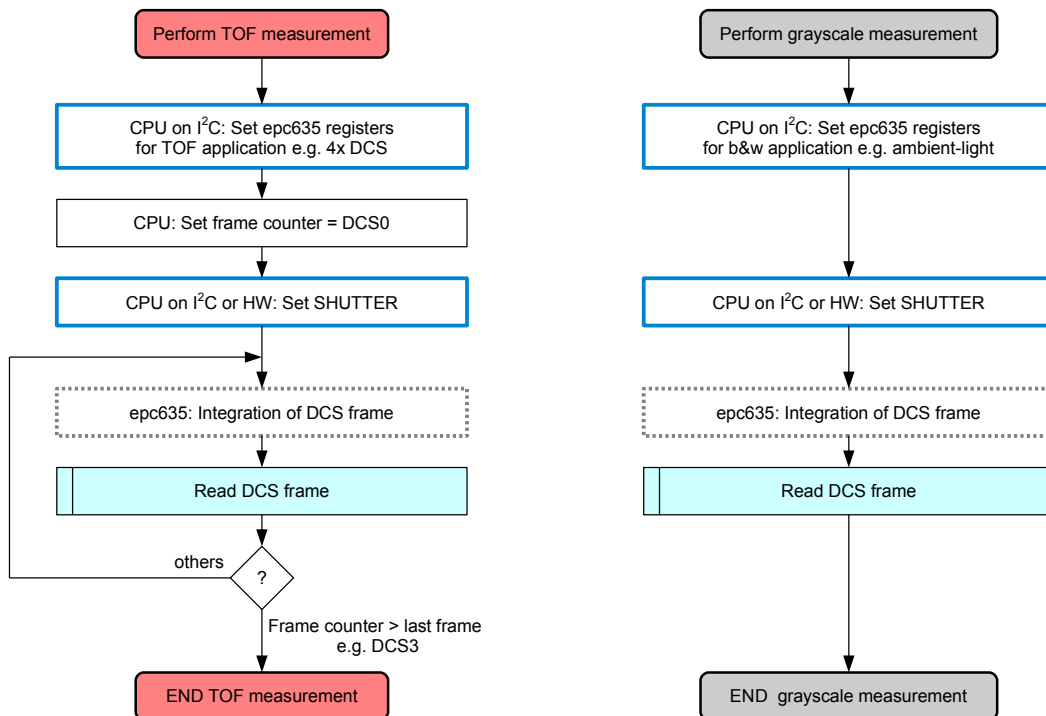 Perform TOF measurement
CPU on I²C: Set epc635 registers
for TOF application e.g. 4x DCS
CPU: Set frame counter = DCS0
CPU on I²C or HW: Set SHUTTER
epc635: Integration of DCS frame
Read DCS frame
others
?
Frame counter > last frame
e.g. DCS3
END TOF measurement
Perform grayscale measurement
CPU on I²C: Set epc635 registers
for b&w application e.g. ambient-light
CPU on I²C or HW: Set SHUTTER
epc635: Integration of DCS frame
Read DCS frame
END  grayscale measurement